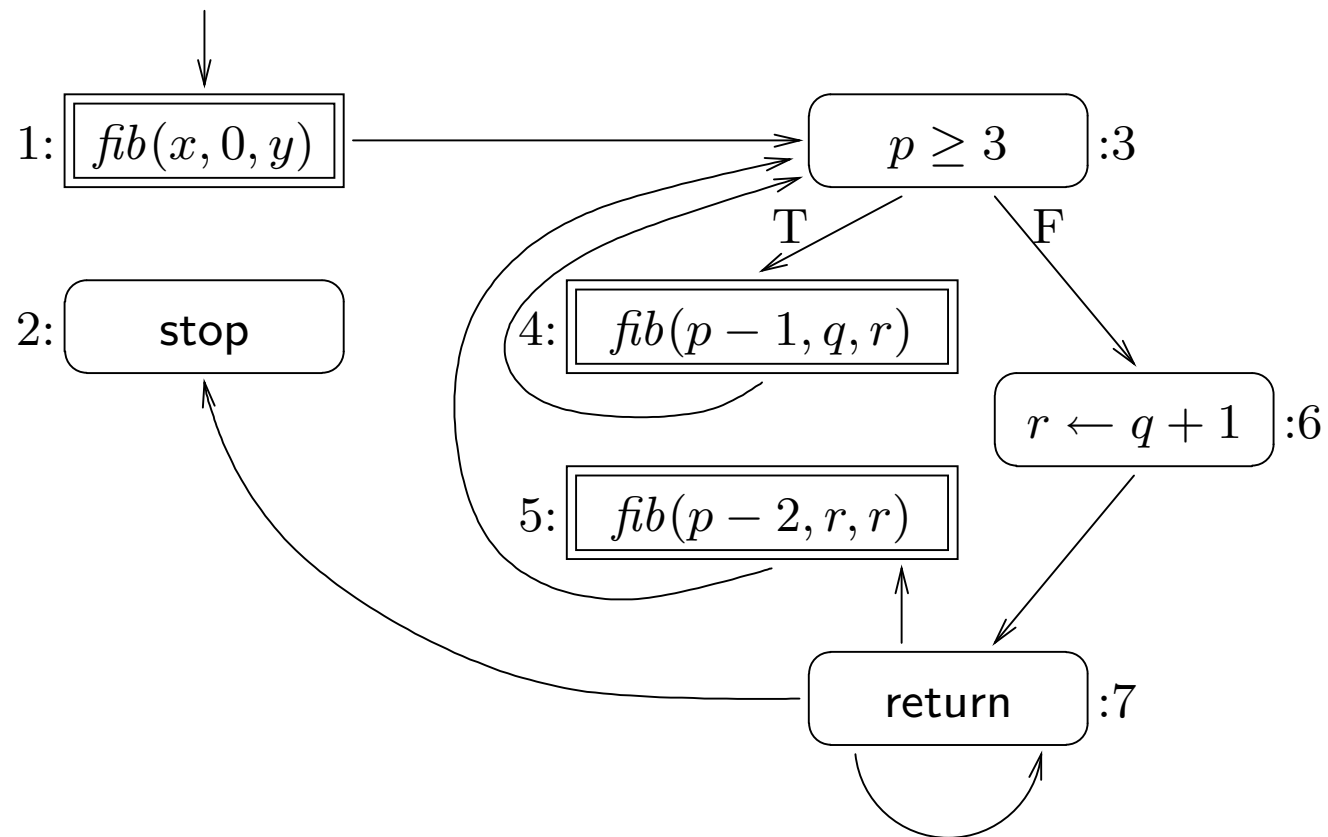 1: fib(x, 0, y)
p ≥ 3 :3
T
F
2: stop
4: fib(p − 1, q, r)
r ← q + 1 :6
5: fib(p − 2, r, r)
return :7